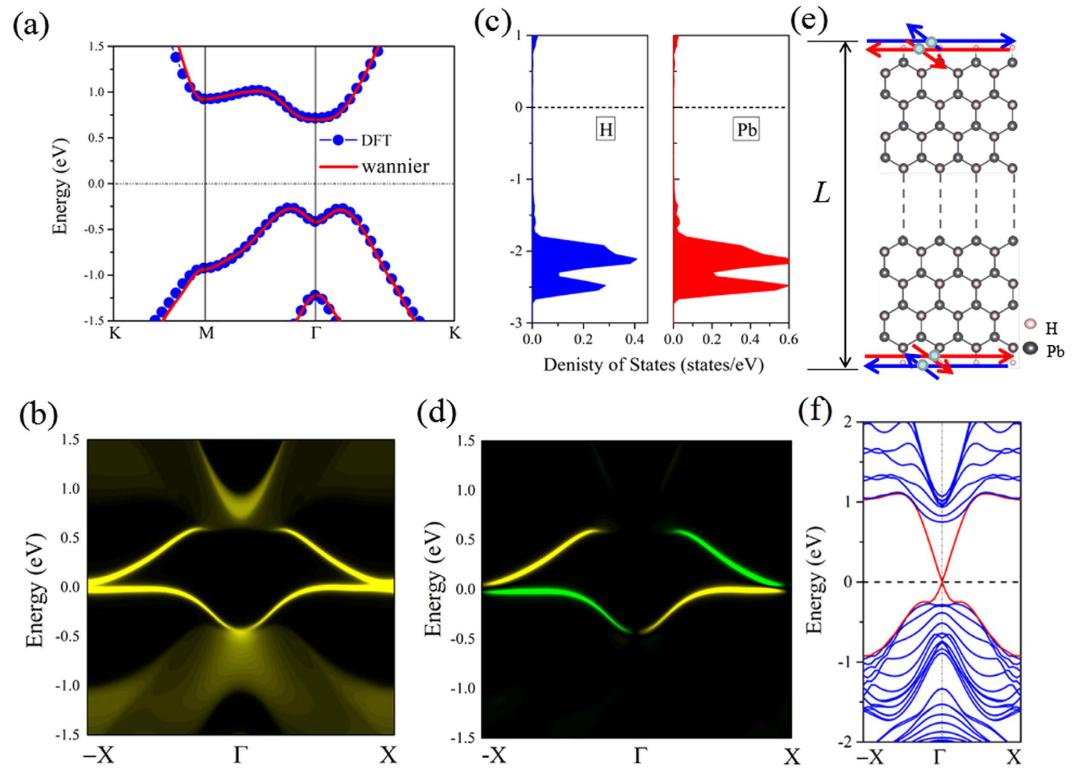 (a)
1.5
1.0
0.5
0.0
-0.5
-1.0
-1.5
Energy (eV)
DFT
wannier
K M Γ K
(c)
1
0
-1
-2
-3
H
Pb
0.0 0.2 0.4 0.0 0.2 0.4 0.6
Denisty of States (states/eV)
(e)
L
H
Pb
(b)
1.5
1.0
0.5
0.0
-0.5
-1.0
-1.5
Energy (eV)
–X Γ X
(d)
1.5
1.0
0.5
0.0
-0.5
-1.0
-1.5
Energy (eV)
-X Γ X
(f)
2
1
0
-1
-2
Energy (eV)
–X Γ X